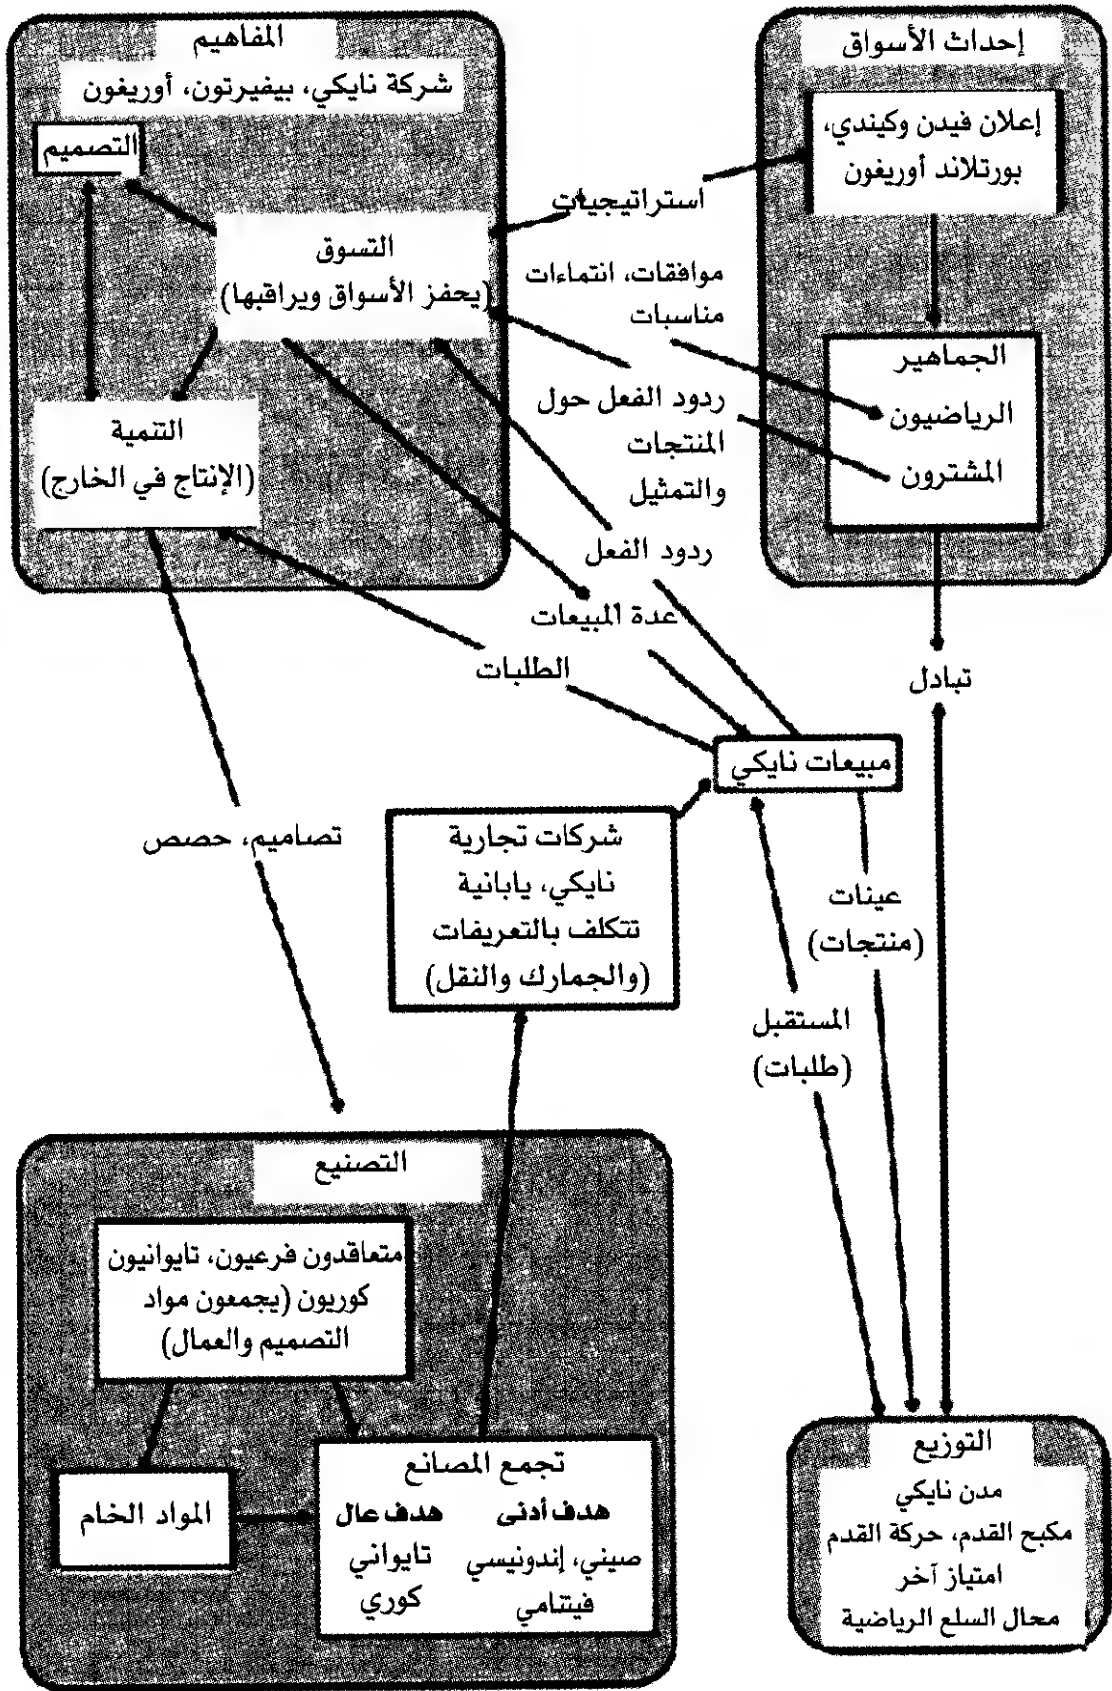 المفاهيم
شركة نايكي، بيفيرتون، أوريغون
التصميم
التسوق
(يحفز الأسواق ويراقبها)
التنمية
(الإنتاج في الخارج)
إحداث الأسواق
إعلان فيدن وكيندي،
بورتلاند أوريغون
الجماهير
الرياضيون
المشترون
استراتيجيات
موافقات، انتماءات
مناسبات
ردود الفعل حول
المنتجات
والتمثيل
ردود الفعل
عدة المبيعات
الطلبات
تبادل
مبيعات نايكي
تصاميم، حصص
شركات تجارية
نايكي، يابانية
تتكلف بالتعريفات
(والجمارك والنقل)
عينات
(منتجات)
المستقبل
(طلبات)
التصنيع
متعاقدون فرعيون، تايوانيون
كوريون (يجمعون مواد
التصميم والعمال)
المواد الخام
تجمع المصانع
هدف أدنى هدف عال
صيني، إندونيسي تايواني
فيتنامي كوري
التوزيع
مدن نايكي
مكبح القدم، حركة القدم
امتياز آخر
محال السلع الرياضية